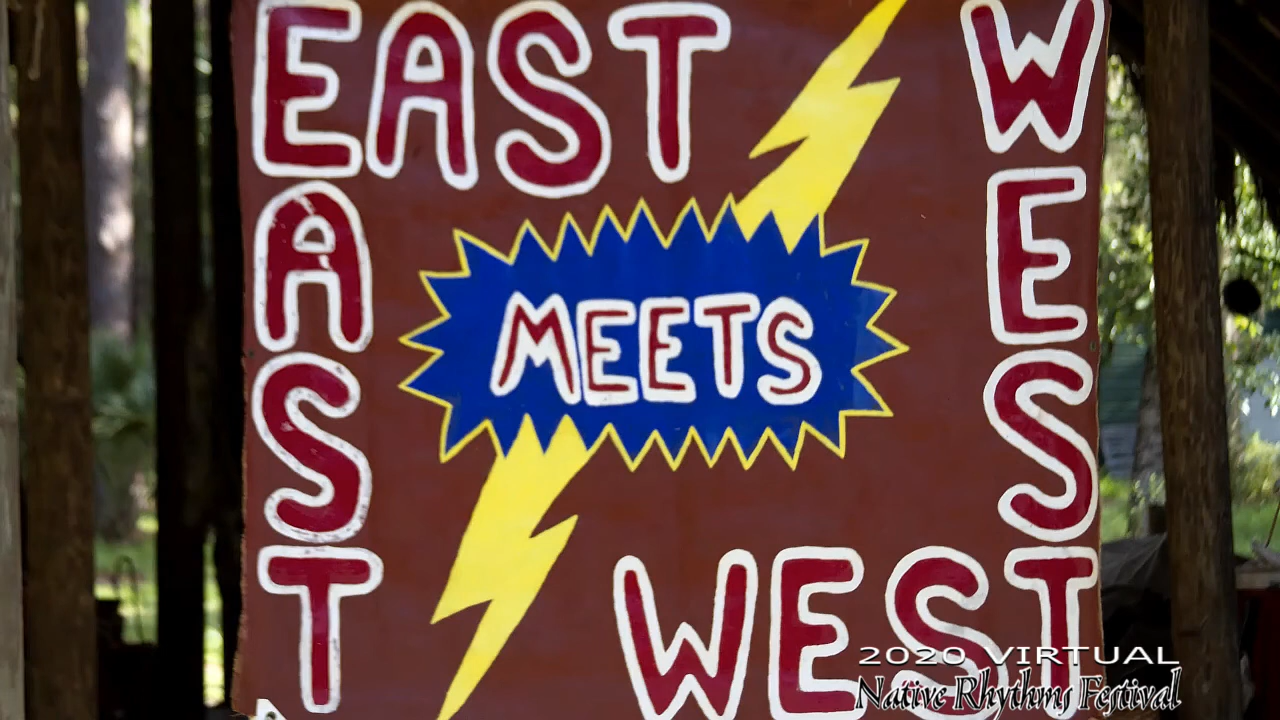 EAST
EAST
MEETS
WEST
WEST
2020 VIRTUAL
Native Rhythms Festival